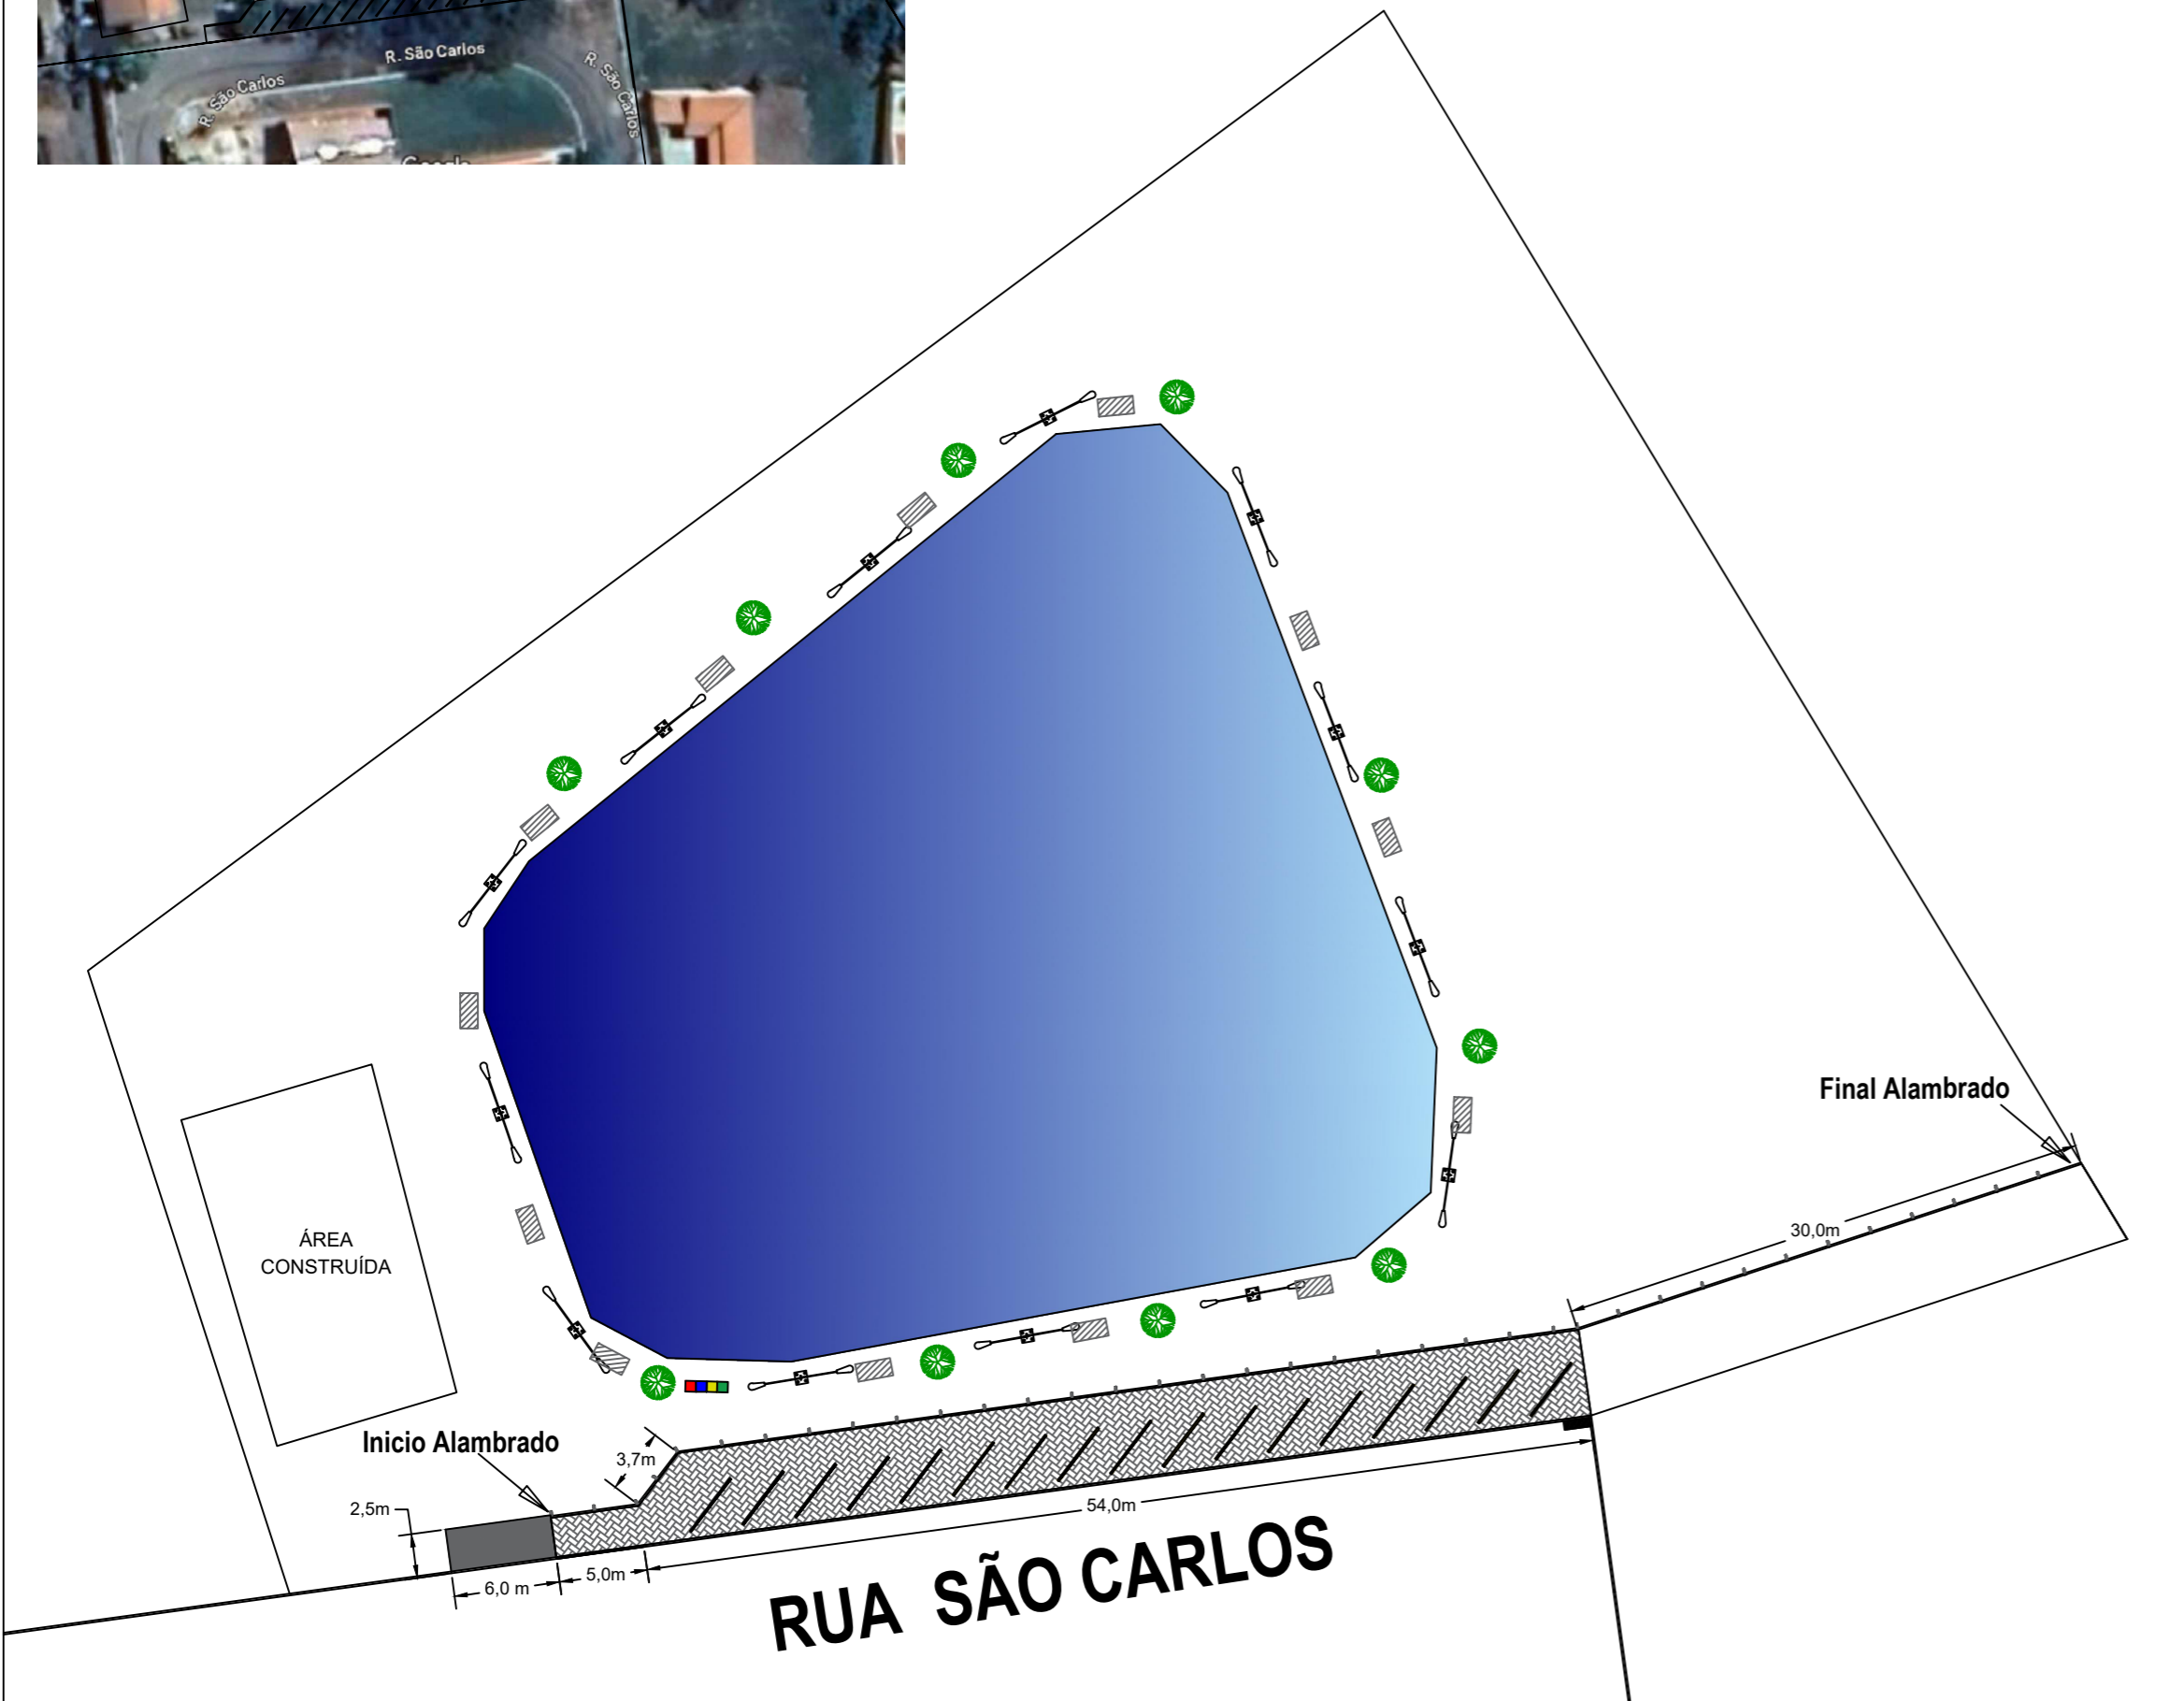 R. São Carlos
R. São Carlos
R. São Carlos
Google
Final Alambrado
30,0m
ÁREA
CONSTRUÍDA
Inicio Alambrado
3,7m
2,5m
54,0m
5,0m
6,0 m
RUA SÃO CARLOS